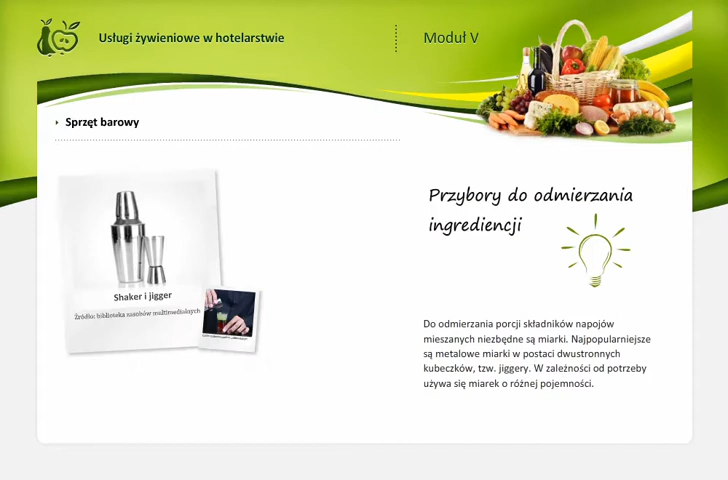 Usługi żywieniowe w hotelarstwie
Moduł V
Sprzęt barowy
Shaker i jigger
Źródło: biblioteka zasobów multimedialnych
Przybory do odmierzania
ingrediencji
Do odmierzania porcji składników napojów
mieszanych niezbędne są miarki. Najpopularniejsze
są metalowe miarki w postaci dwustronnych
kubeczków, tzw. jiggery. W zależności od potrzeby
używa się miarek o różnej pojemności.